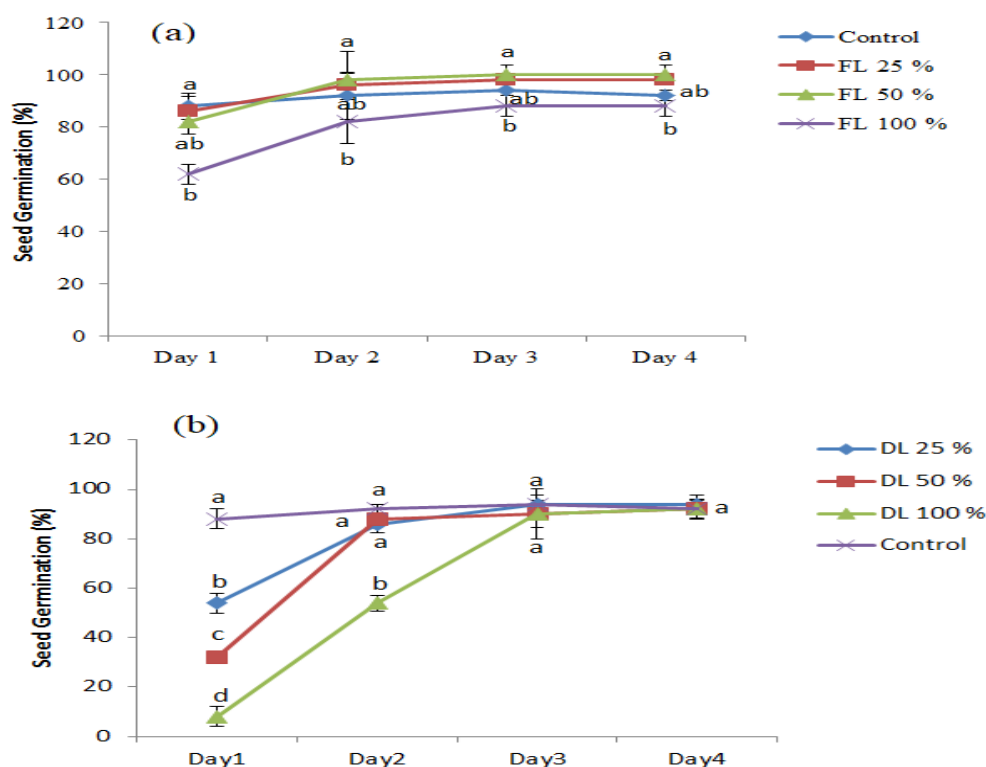 (a)
120
100
80
60
40
20
0
Seed Germination (%)
a
ab
b
a
ab
b
a
ab
b
a
ab
b
Day 1 Day 2 Day 3 Day 4
Control
FL 25 %
FL 50 %
FL 100 %
(b)
120
100
80
60
40
20
0
Seed Germination (%)
a
b
c
d
a
a
a
b
a
a
a
Day1 Day2 Day3 Day4
DL 25 %
DL 50 %
DL 100 %
Control